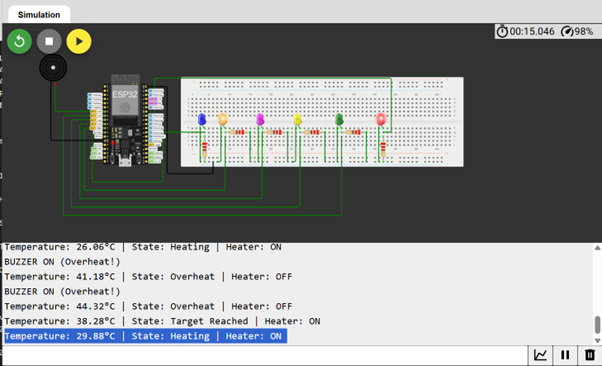 Simulation
00:15.046 98%
ESP32
Temperature: 26.06°C | State: Heating | Heater: ON
BUZZER ON (Overheat!)
Temperature: 41.18°C | State: Overheat | Heater: OFF
BUZZER ON (Overheat!)
Temperature: 44.32°C | State: Overheat | Heater: OFF
Temperature: 38.28°C | State: Target Reached | Heater: ON
Temperature: 29.88°C | State: Heating | Heater: ON